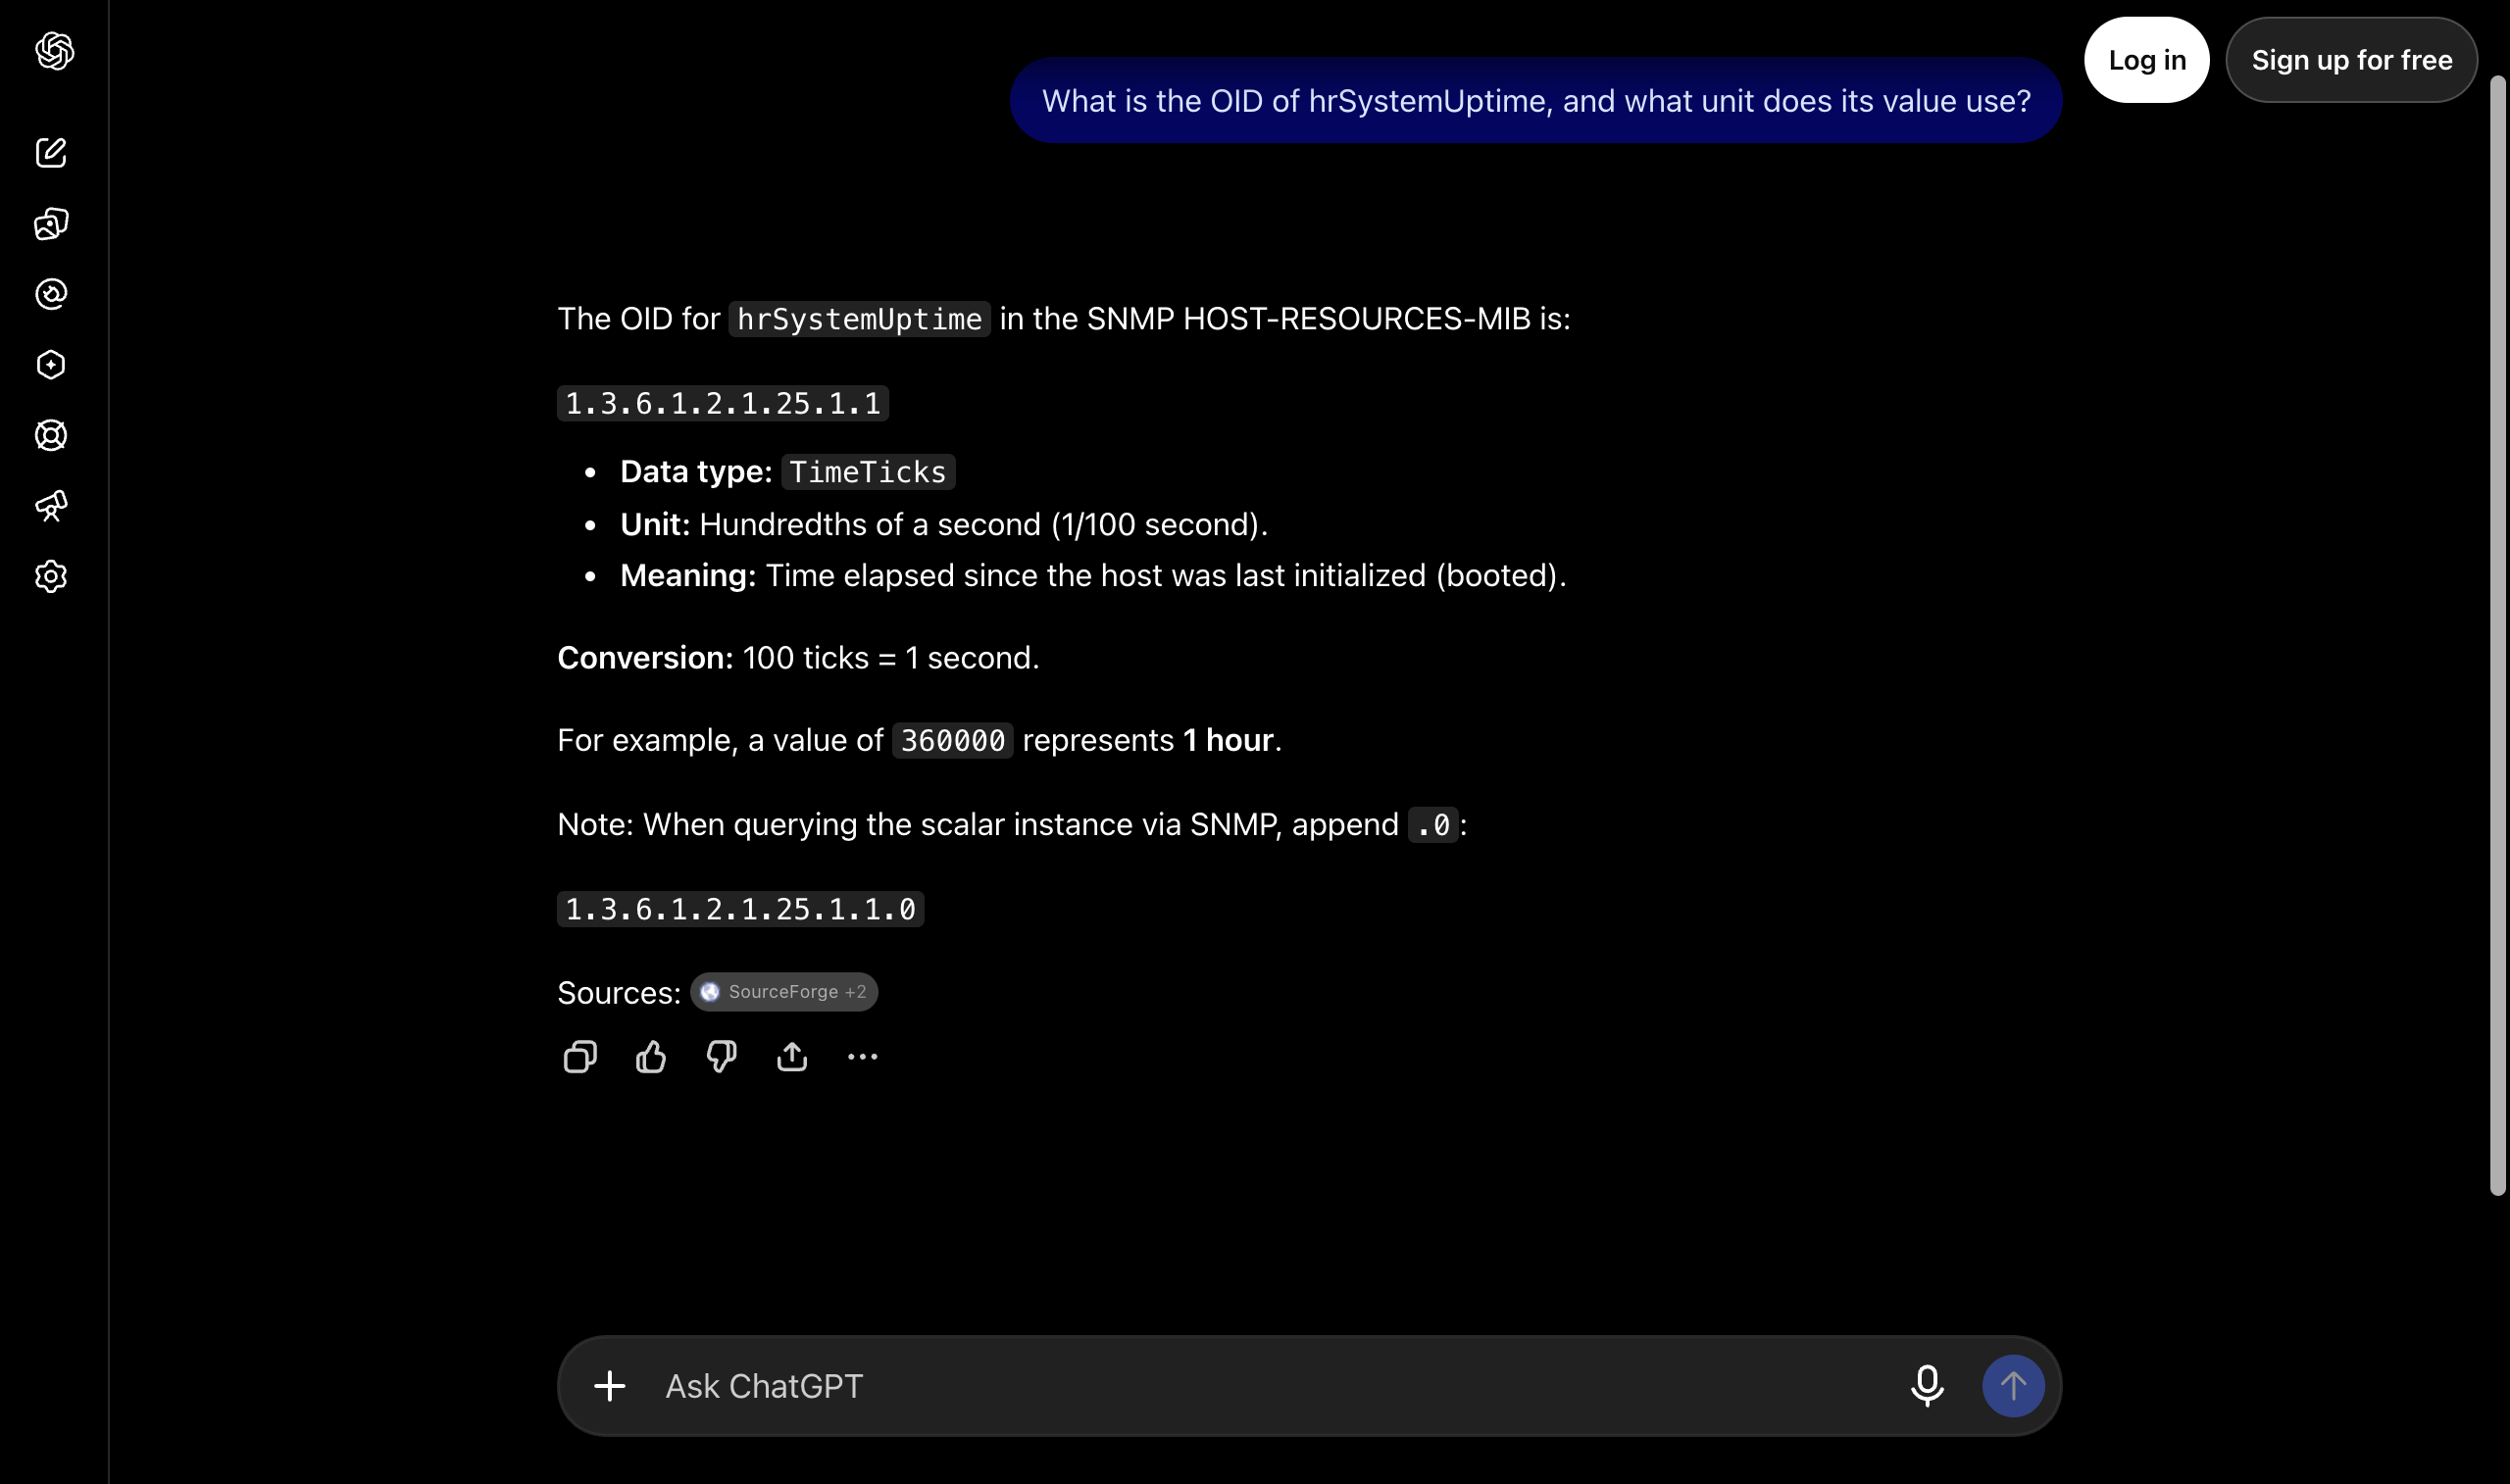 Log in
Sign up for free
What is the OID of hrSystemUptime, and what unit does its value use?
The OID for hrSystemUptime in the SNMP HOST-RESOURCES-MIB is:
1.3.6.1.2.1.25.1.1
• Data type: TimeTicks
• Unit: Hundredths of a second (1/100 second).
• Meaning: Time elapsed since the host was last initialized (booted).
Conversion: 100 ticks = 1 second.
For example, a value of 360000 represents 1 hour.
Note: When querying the scalar instance via SNMP, append .0:
1.3.6.1.2.1.25.1.1.0
Sources: SourceForge +2
Ask ChatGPT